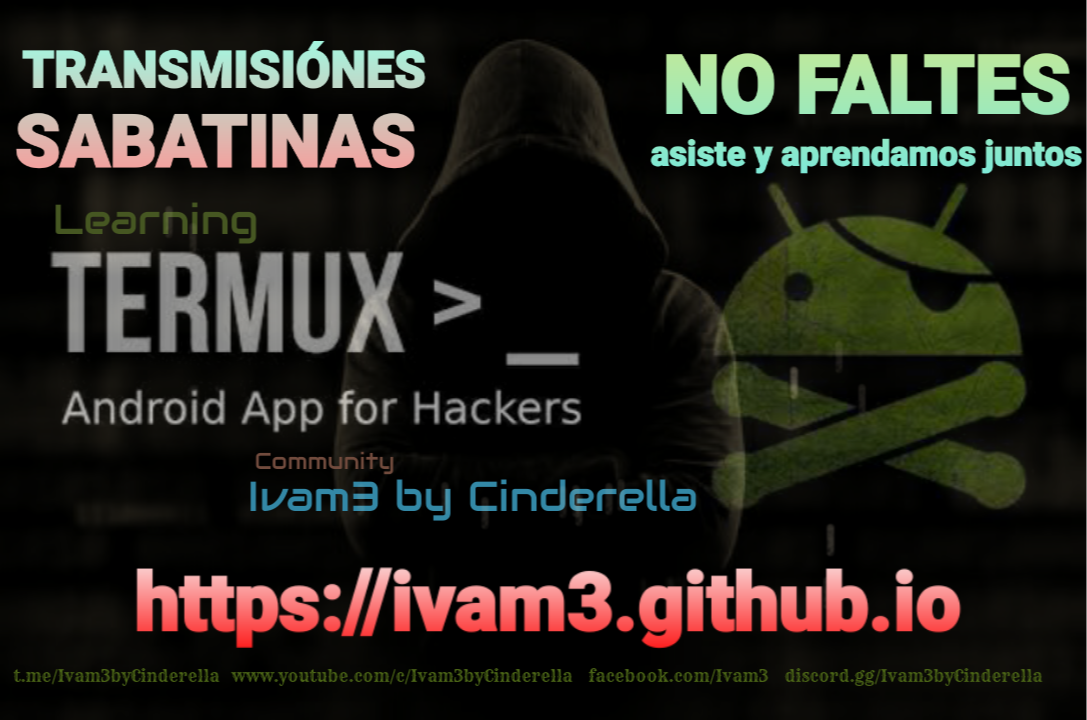 TRANSMISIÓNES
SABATINAS
NO FALTES
asiste y aprendamos juntos
Learning
TERMUX >_
Android App for Hackers
Community
Ivam3 by Cinderella
https://ivam3.github.io
t.me/Ivam3byCinderella www.youtube.com/c/Ivam3byCinderella facebook.com/Ivam3 discord.gg/Ivam3byCinderella